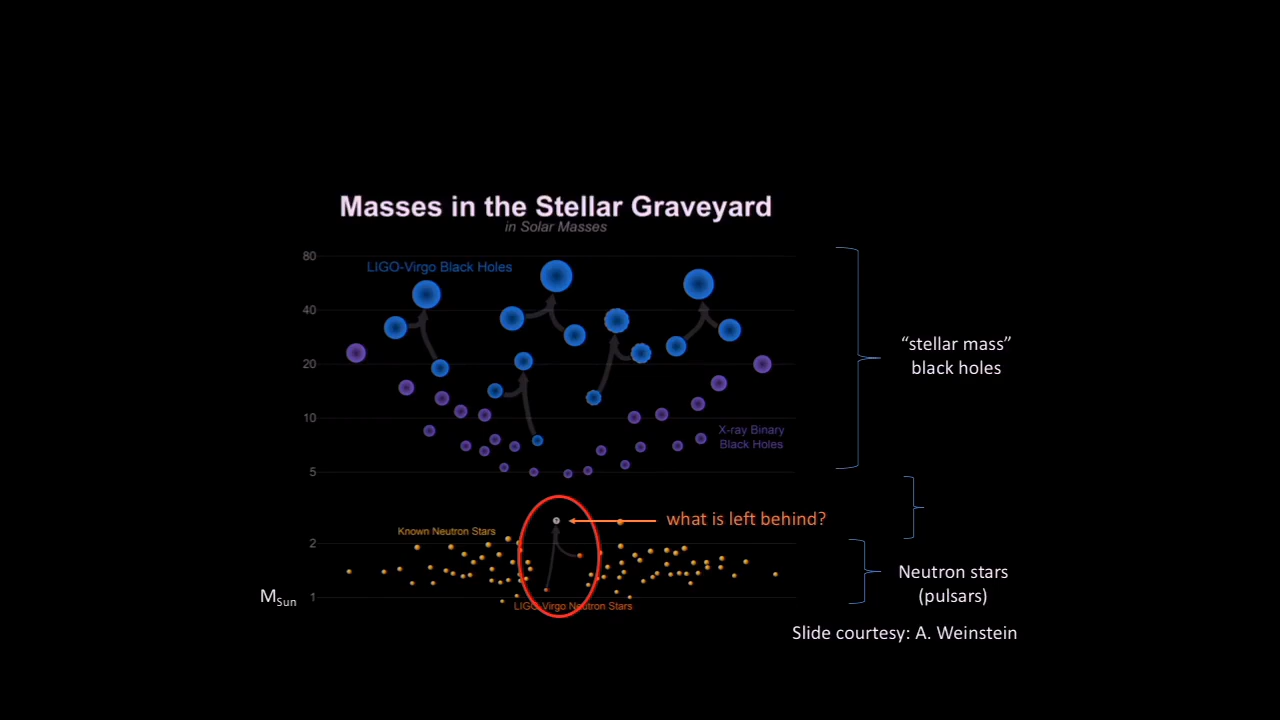 Masses in the Stellar Graveyard
in Solar Masses
80
LIGO-Virgo Black Holes
40
“stellar mass”
black holes
20
10
X-ray Binary
Black Holes
5
what is left behind?
Known Neutron Stars
2
Neutron stars
(pulsars)
MSun 1
LIGO-Virgo Neutron Stars
Slide courtesy: A. Weinstein